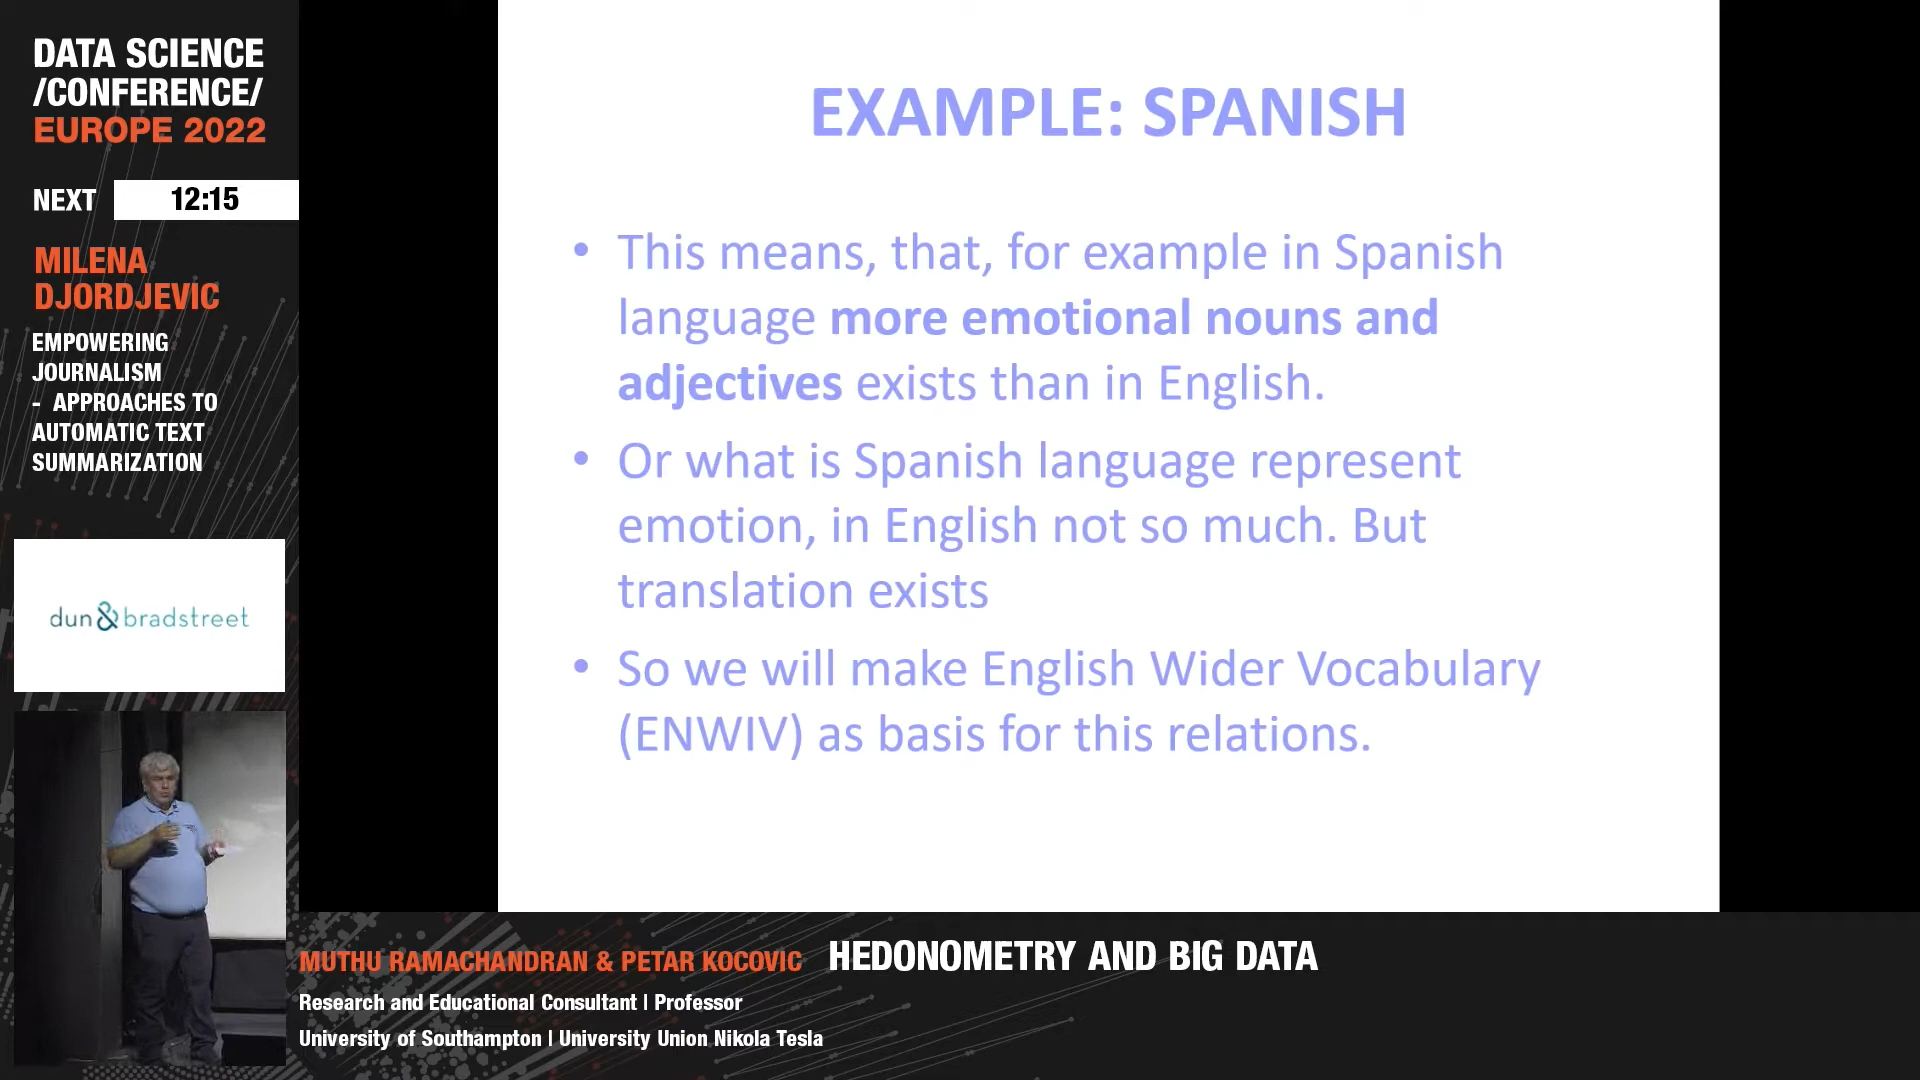 DATA SCIENCE
/CONFERENCE/
EUROPE 2022
NEXT 12:15
MILENA
DJORDJEVIC
EMPOWERING
JOURNALISM
- APPROACHES TO
AUTOMATIC TEXT
SUMMARIZATION
dun&bradstreet
EXAMPLE: SPANISH
• This means, that, for example in Spanish
language more emotional nouns and
adjectives exists than in English.
• Or what is Spanish language represent
emotion, in English not so much. But
translation exists
• So we will make English Wider Vocabulary
(ENWIV) as basis for this relations.
MUTHU RAMACHANDRAN & PETAR KOCOVIC HEDONOMETRY AND BIG DATA
Research and Educational Consultant | Professor
University of Southampton | University Union Nikola Tesla